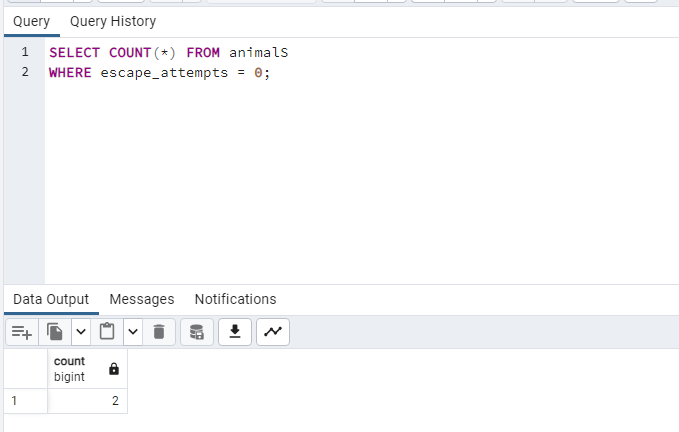 Query Query History
1 SELECT COUNT(*) FROM animalS
2 WHERE escape_attempts = 0;
Data Output Messages Notifications
count
bigint
1 2